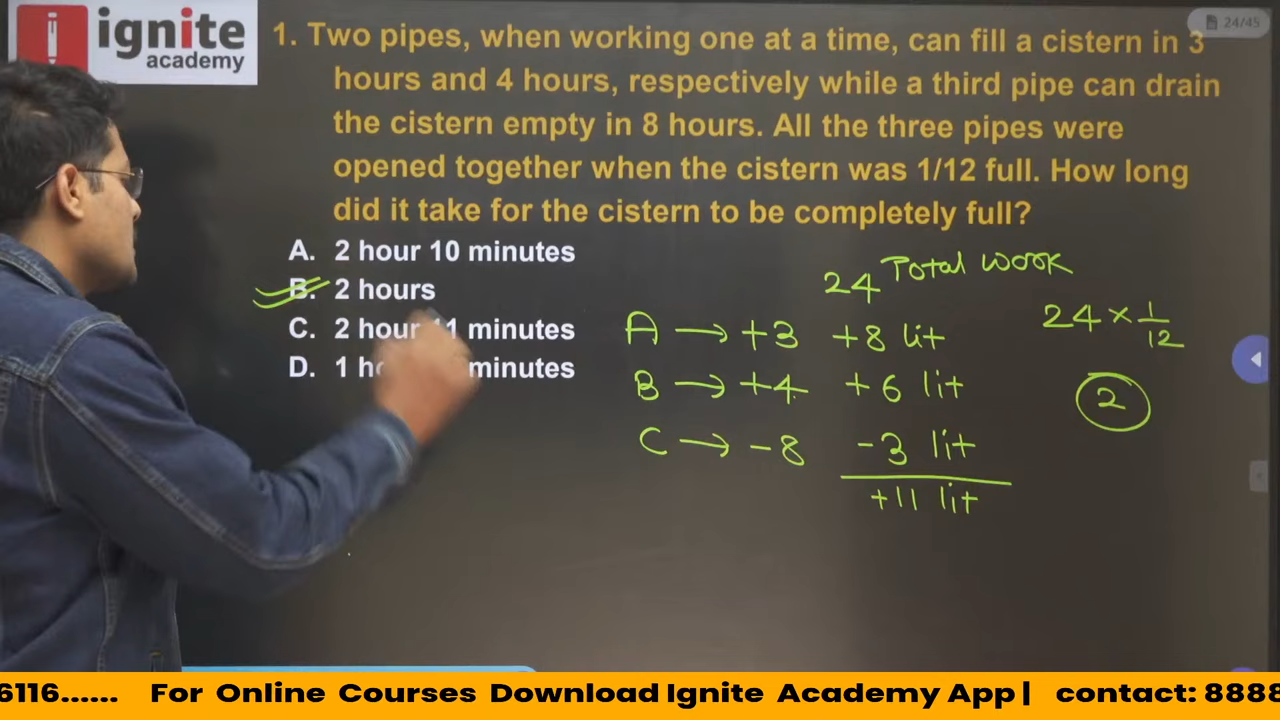 ignite
academy
24/45
1. Two pipes, when working one at a time, can fill a cistern in 3
hours and 4 hours, respectively while a third pipe can drain
the cistern empty in 8 hours. All the three pipes were
opened together when the cistern was 1/12 full. How long
did it take for the cistern to be completely full?
A. 2 hour 10 minutes
B. 2 hours
C. 2 hour 11 minutes
D. 1 minutes
24 Total work
24 × 1/12
A → +3 +8 lit
B → +4 +6 lit
2
C → -8 -3 lit
+11 lit
6116...... For Online Courses Download Ignite Academy App | contact: 8888